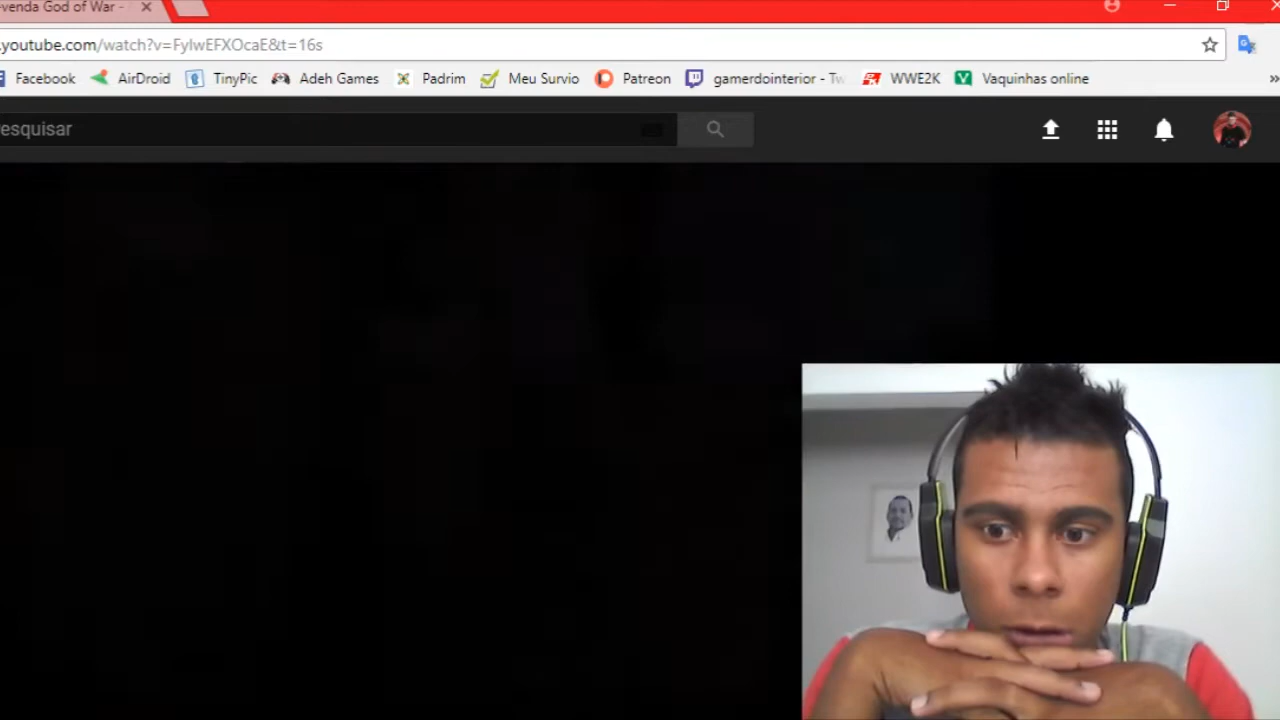 -venda God of War -
.youtube.com/watch?v=FylwEFXOcaE&t=16s
Facebook AirDroid TinyPic Adeh Games Padrim Meu Survio Patreon gamerdointerior - Tw WWE2K Vaquinhas online »
esquisar